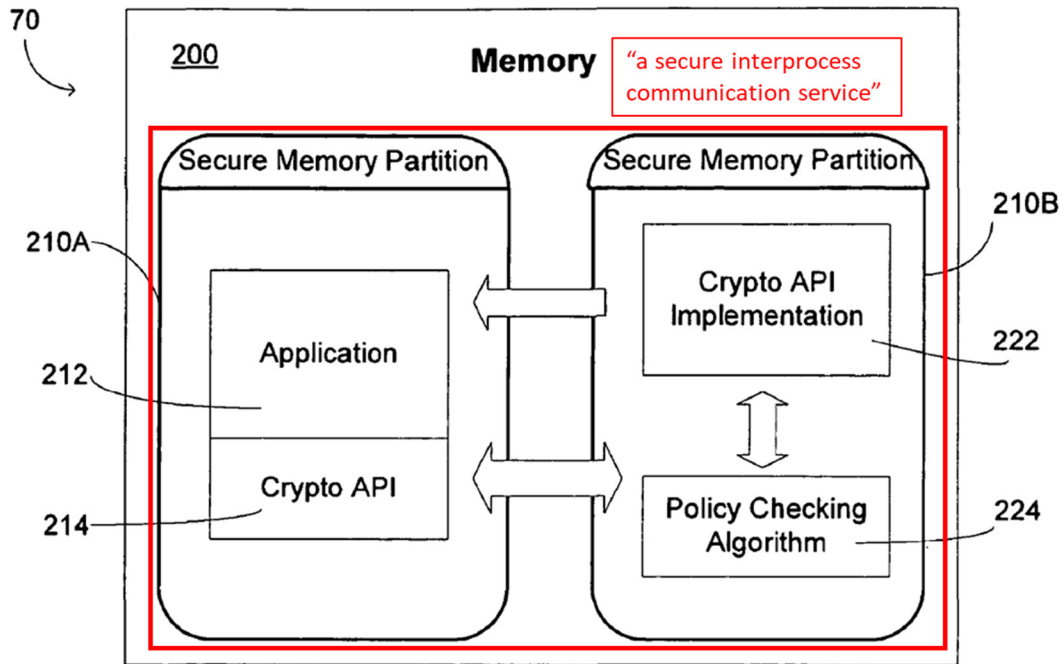 70
200
Memory
“a secure interprocess
communication service”
Secure Memory Partition
Secure Memory Partition
210A
210B
Application
212
Crypto API
214
Crypto API
Implementation
222
Policy Checking
Algorithm
224